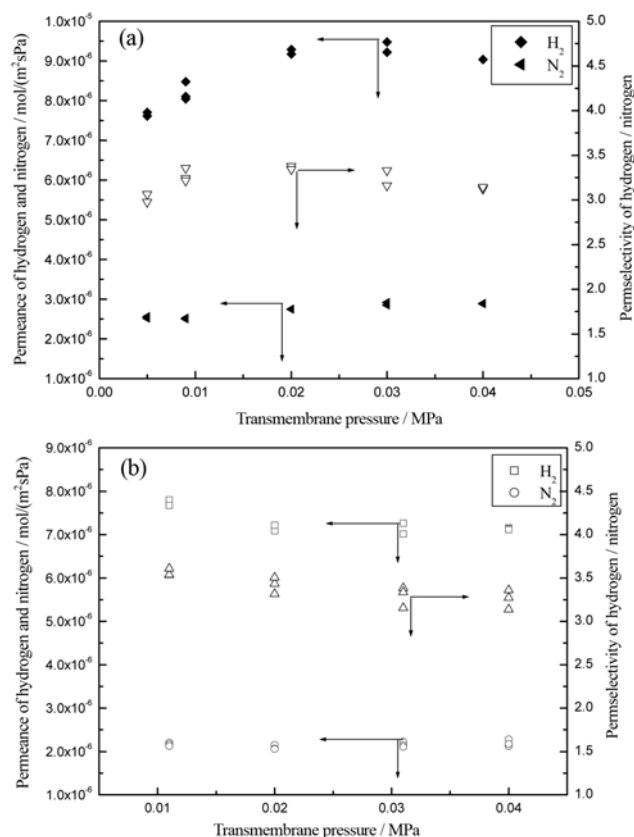 (a)
H₂
N₂
Permeance of hydrogen and nitrogen / mol/(m²sPa)
1.0x10⁻⁵
9.0x10⁻⁶
8.0x10⁻⁶
7.0x10⁻⁶
6.0x10⁻⁶
5.0x10⁻⁶
4.0x10⁻⁶
3.0x10⁻⁶
2.0x10⁻⁶
1.0x10⁻⁶
5.0
4.5
4.0
3.5
3.0
2.5
2.0
1.5
1.0
Permselectivity of hydrogen / nitrogen
0.00 0.01 0.02 0.03 0.04 0.05
Transmembrane pressure / MPa
(b)
H₂
N₂
Permeance of hydrogen and nitrogen / mol/(m²sPa)
9.0x10⁻⁶
8.0x10⁻⁶
7.0x10⁻⁶
6.0x10⁻⁶
5.0x10⁻⁶
4.0x10⁻⁶
3.0x10⁻⁶
2.0x10⁻⁶
1.0x10⁻⁶
5.0
4.5
4.0
3.5
3.0
2.5
2.0
1.5
1.0
Permselectivity of hydrogen / nitrogen
0.01 0.02 0.03 0.04
Transmembrane pressure / MPa